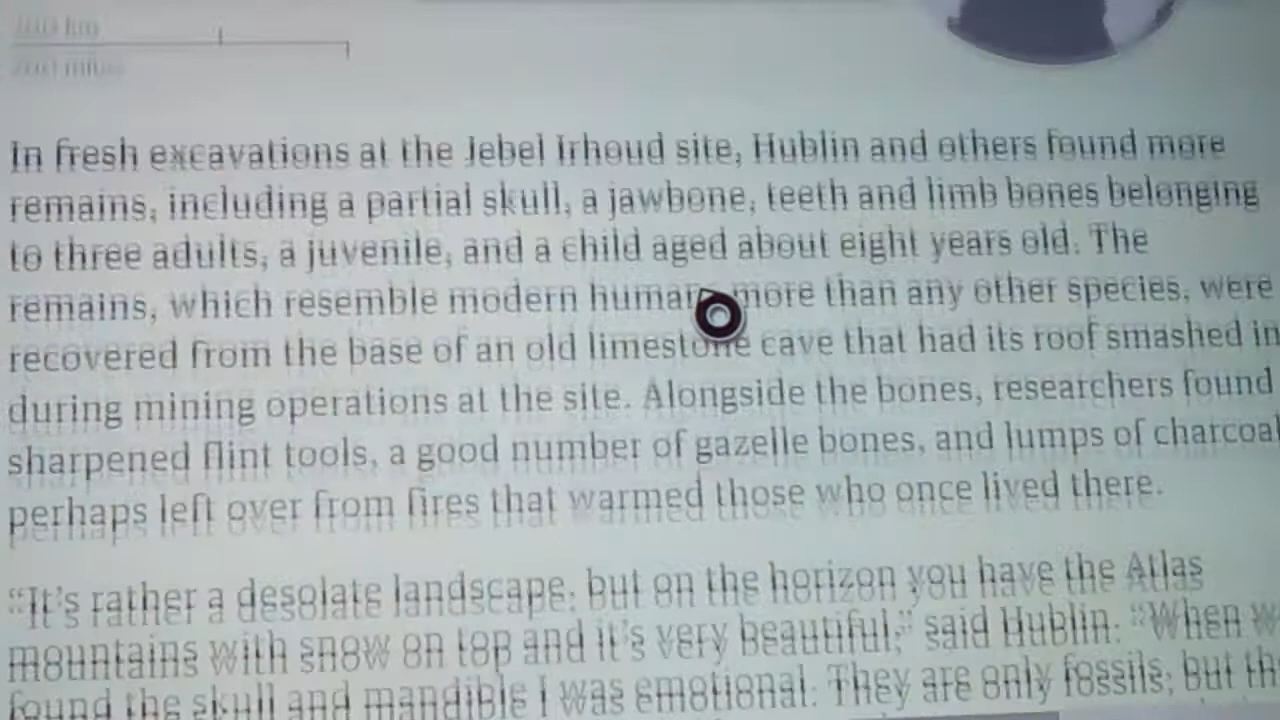 In fresh excavations at the Jebel Irhoud site, Hublin and others found more
remains, including a partial skull, a jawbone, teeth and limb bones belonging
to three adults, a juvenile, and a child aged about eight years old. The
remains, which resemble modern human more than any other species, were
recovered from the base of an old limestone cave that had its roof smashed in
during mining operations at the site. Alongside the bones, researchers found
sharpened flint tools, a good number of gazelle bones, and lumps of charcoal
perhaps left over from fires that warmed those who once lived there.
“It’s rather a desolate landscape, but on the horizon you have the Atlas
mountains with snow on top and it’s very beautiful,” said Hublin. “When
found the skull and mandible I was emotional. They are only fossils, but